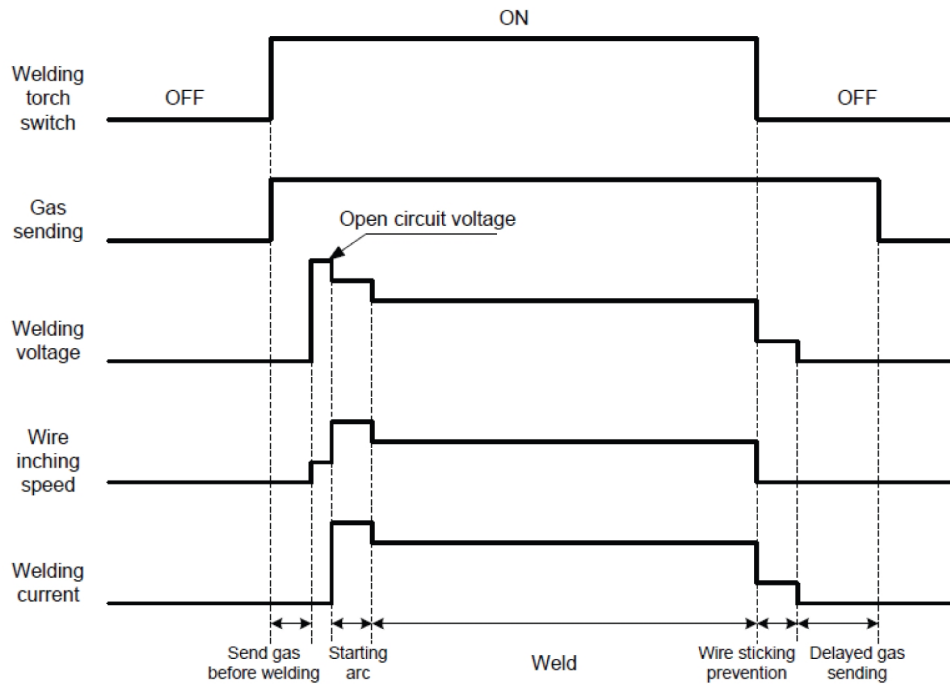 ON
Welding
torch
switch
OFF
OFF
Gas
sending
Open circuit voltage
Welding
voltage
Wire
inching
speed
Welding
current
Send gas
before welding
Starting
arc
Weld
Wire sticking
prevention
Delayed gas
sending